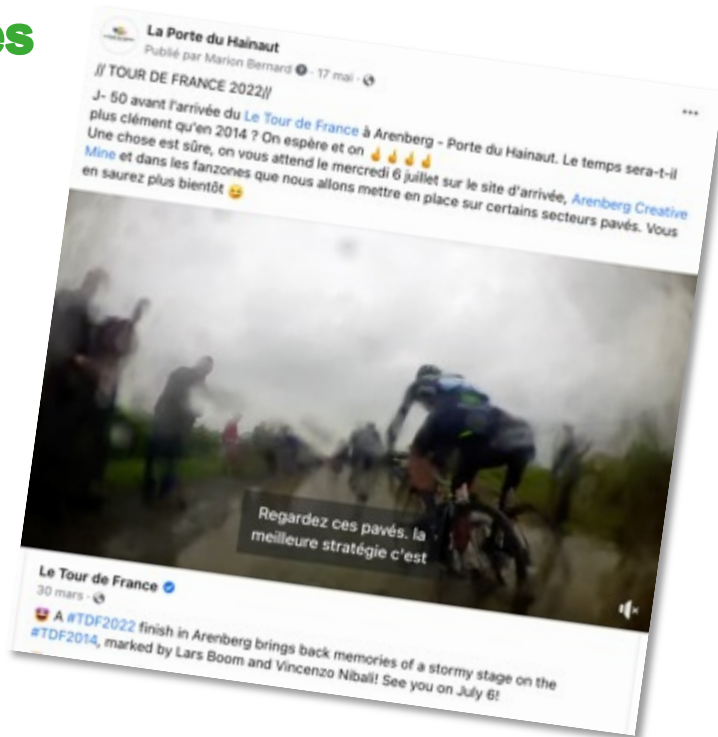 es
La Porte du Hainaut
Publié par Marion Bernard · 17 mai ·
// TOUR DE FRANCE 2022//
J- 50 avant l'arrivée du Le Tour de France à Arenberg - Porte du Hainaut. Le temps sera-t-il
plus clément qu'en 2014 ? On espère et on 🤞🤞🤞🤞
Une chose est sûre, on vous attend le mercredi 6 juillet sur le site d'arrivée, Arenberg Creative
Mine et dans les fanzones que nous allons mettre en place sur certains secteurs pavés. Vous
en saurez plus bientôt 😉
Regardez ces pavés. la
meilleure stratégie c'est
Le Tour de France
30 mars ·
🤩 A #TDF2022 finish in Arenberg brings back memories of a stormy stage on the
#TDF2014, marked by Lars Boom and Vincenzo Nibali! See you on July 6!